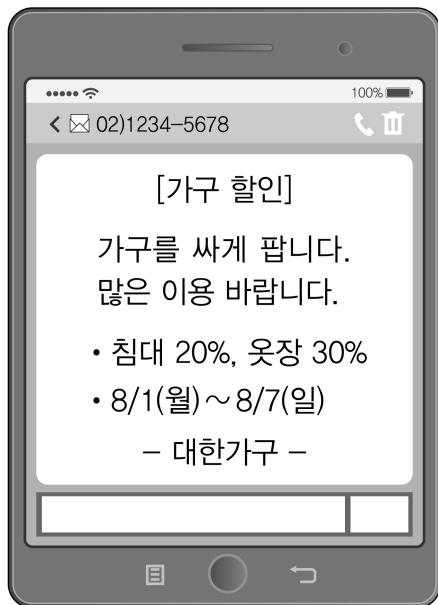 100%
02)1234-5678
[가구 할인]
가구를 싸게 팝니다.
많은 이용 바랍니다.
• 침대 20%, 옷장 30%
• 8/1(월)~8/7(일)
- 대한가구 -